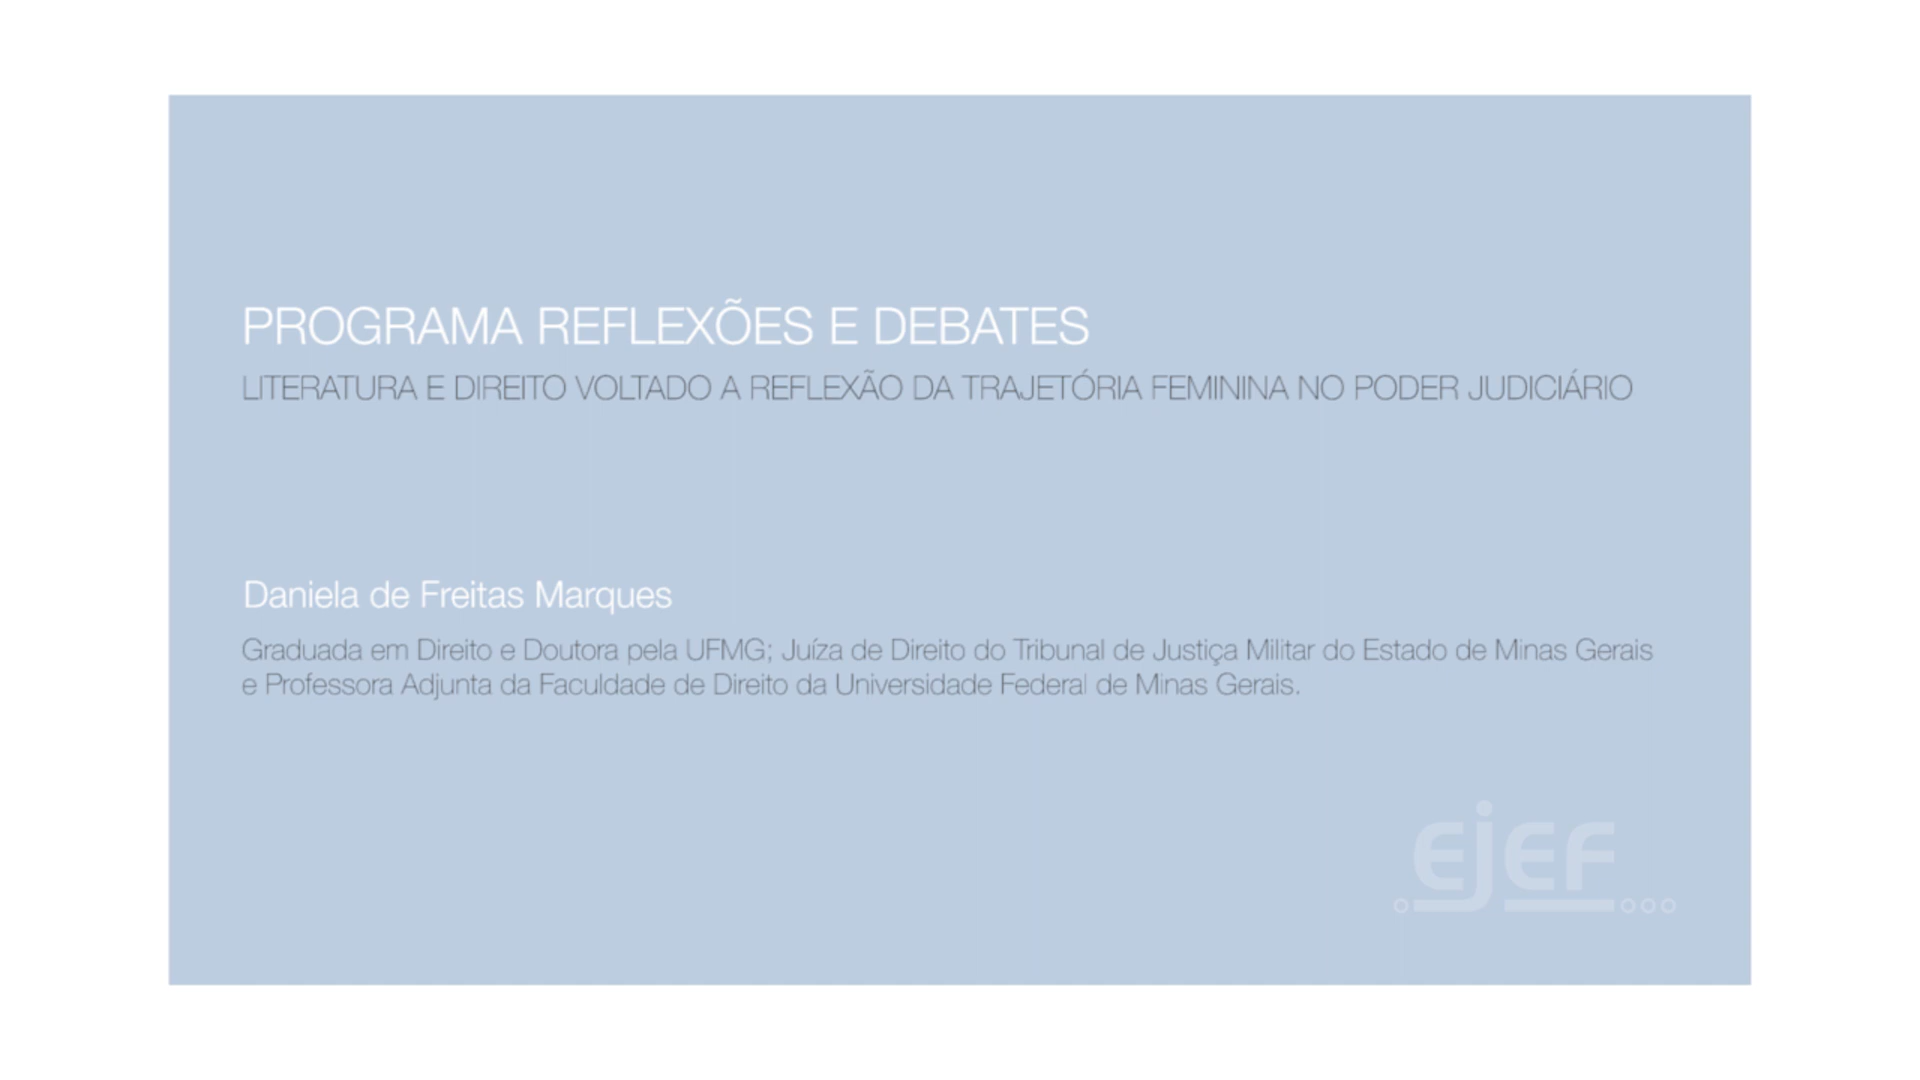 PROGRAMA REFLEXÕES E DEBATES
LITERATURA E DIREITO VOLTADO A REFLEXÃO DA TRAJETÓRIA FEMININA NO PODER JUDICIÁRIO
Daniela de Freitas Marques
Graduada em Direito e Doutora pela UFMG; Juíza de Direito do Tribunal de Justiça Militar do Estado de Minas Gerais
e Professora Adjunta da Faculdade de Direito da Universidade Federal de Minas Gerais.
EJEF